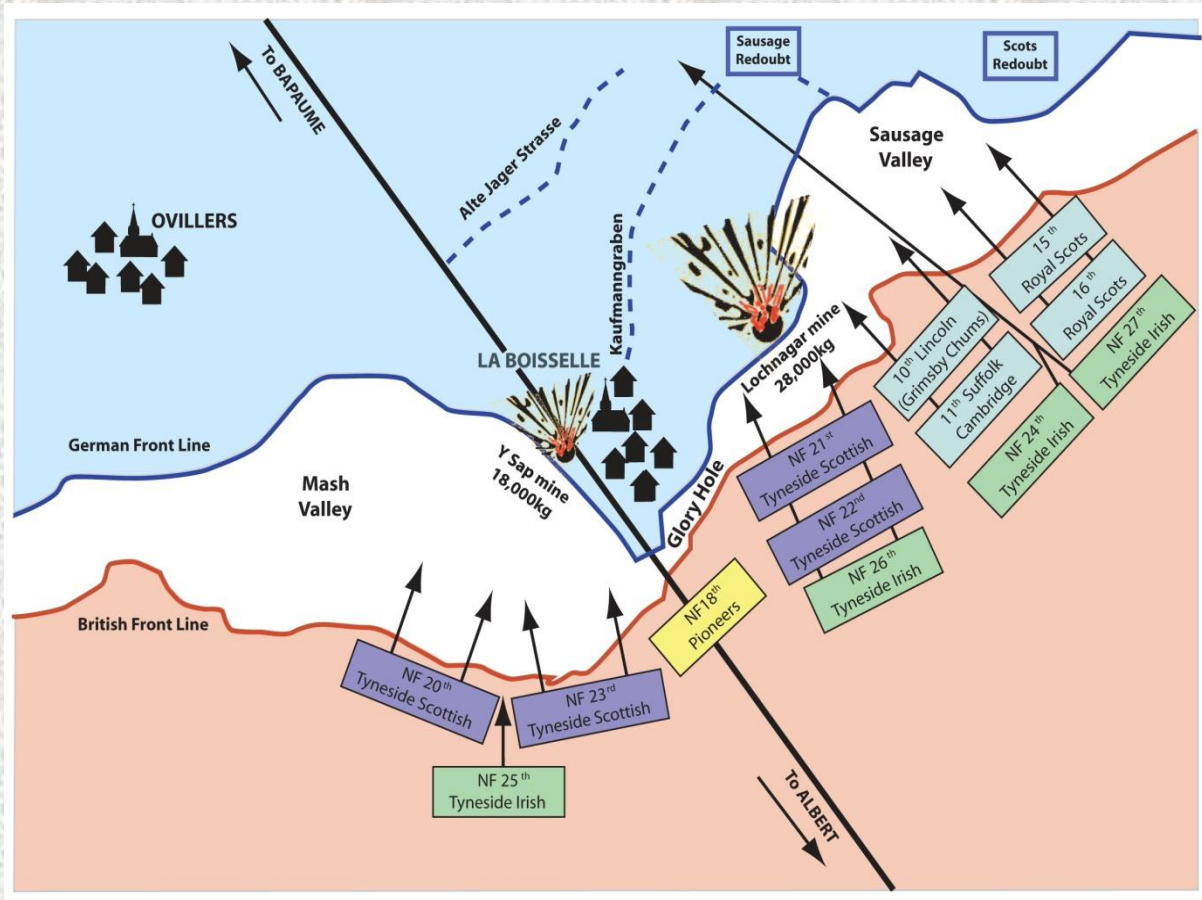 To BAPAUME
Sausage
Redoubt
Scots
Redoubt
Sausage
Valley
Alte Jager Strasse
OVILLERS
Kaufmanngraben
LA BOISSELLE
Lochnagar mine
28,000kg
Y Sap mine
18,000kg
German Front Line
Mash
Valley
Glory Hole
British Front Line
15th
Royal Scots
16th
Royal Scots
NF 27th
Tyneside Irish
10th Lincoln
(Grimsby Chums)
11th Suffolk
Cambridge
NF 24th
Tyneside Irish
NF 21st
Tyneside Scottish
NF 22nd
Tyneside Scottish
NF 26th
Tyneside Irish
NF18th
Pioneers
NF 20th
Tyneside Scottish
NF 23rd
Tyneside Scottish
NF 25th
Tyneside Irish
To ALBERT